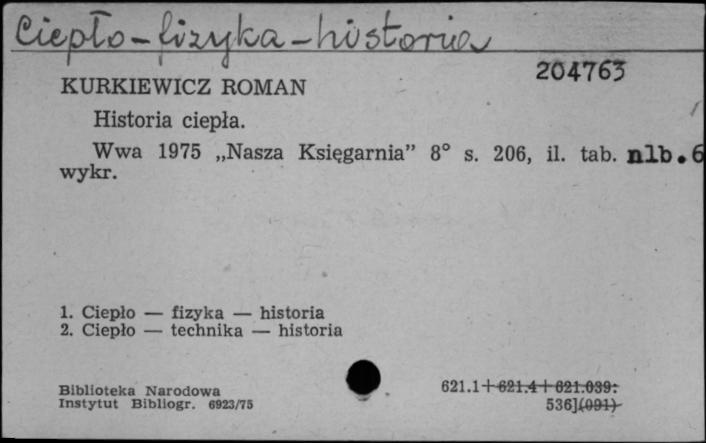 Ciepło - fizyka - historia
204763
KURKIEWICZ ROMAN
Historia ciepła.
Wwa 1975 „Nasza Księgarnia” 8° s. 206, il. tab. nlb.6
wykr.
1. Ciepło — fizyka — historia
2. Ciepło — technika — historia
Biblioteka Narodowa
Instytut Bibliogr. 6923/75
621.1+621.4+621.039:
536](091)